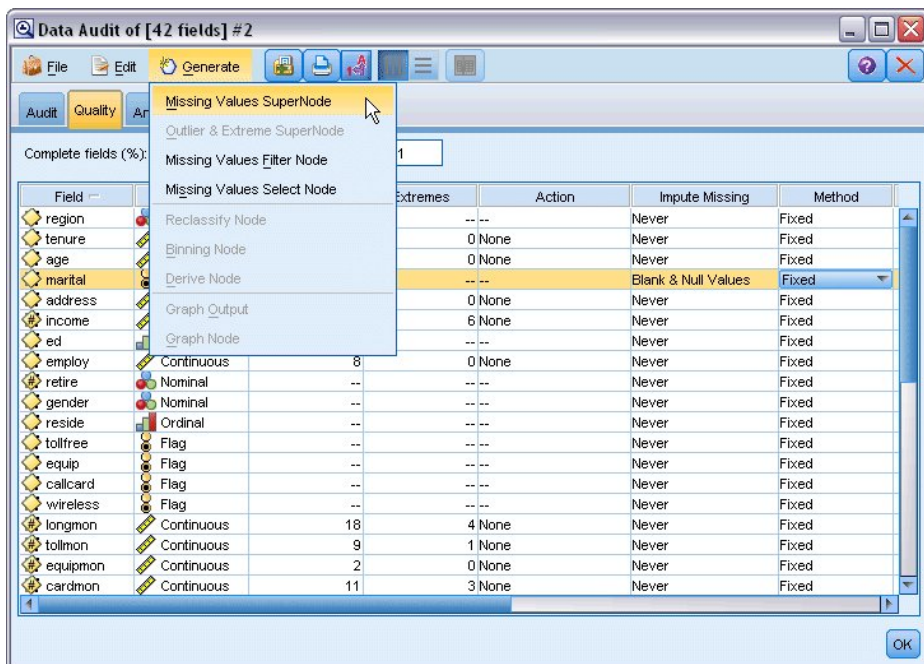 Data Audit of [42 fields] #2
File Edit Generate
Audit Quality An
Missing Values SuperNode
Outlier & Extreme SuperNode
Complete fields (%): 1
Missing Values Filter Node
Missing Values Select Node
Reclassify Node
Binning Node
Derive Node
Graph Output
Graph Node
Field Extremes Action Impute Missing Method
region -- -- Never Fixed
tenure 0 None Never Fixed
age 0 None Never Fixed
marital -- -- Blank & Null Values Fixed
address 0 None Never Fixed
income 6 None Never Fixed
ed -- -- Never Fixed
employ Continuous 8 0 None Never Fixed
retire Nominal -- -- -- Never Fixed
gender Nominal -- -- -- Never Fixed
reside Ordinal -- -- -- Never Fixed
tollfree Flag -- -- -- Never Fixed
equip Flag -- -- -- Never Fixed
callcard Flag -- -- -- Never Fixed
wireless Flag -- -- -- Never Fixed
longmon Continuous 18 4 None Never Fixed
tollmon Continuous 9 1 None Never Fixed
equipmon Continuous 2 0 None Never Fixed
cardmon Continuous 11 3 None Never Fixed
OK